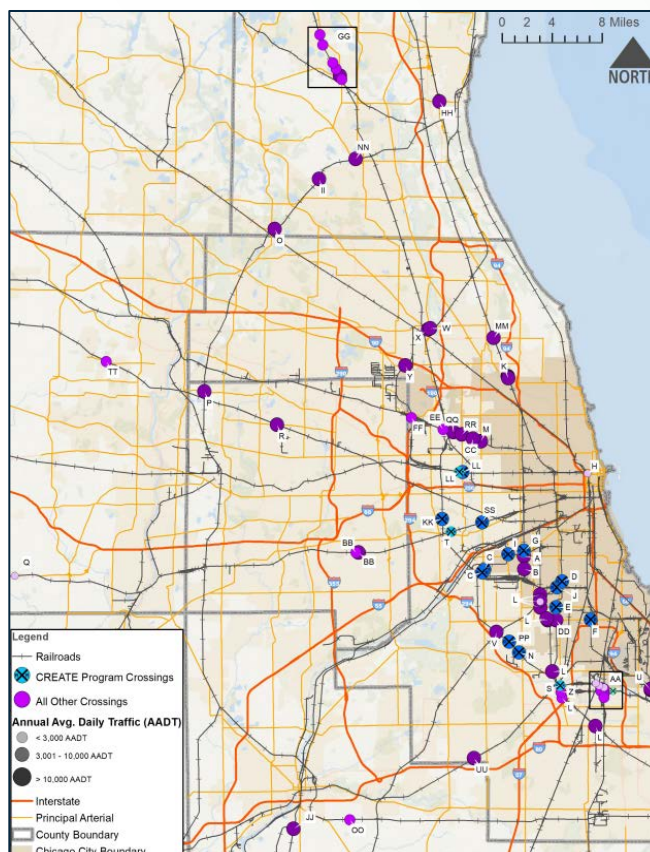 0 2 4 8 Miles
NORTH
GG
HH
NN
II
O
W
X
MM
TT
Y
K
P
EE
QQ
RR
M
FF
R
CC
LL
LL
H
KK
SS
T
I
G
A
BB
BB
B
Q
C
C
D
J
L
E
L
DD
F
V
PP
N
L
S
Z
AA
U
L
L
UU
JJ
OO
Legend
Railroads
CREATE Program Crossings
All Other Crossings
Annual Avg. Daily Traffic (AADT)
< 3,000 AADT
3,001 - 10,000 AADT
> 10,000 AADT
Interstate
Principal Arterial
County Boundary
Chicago City Boundary